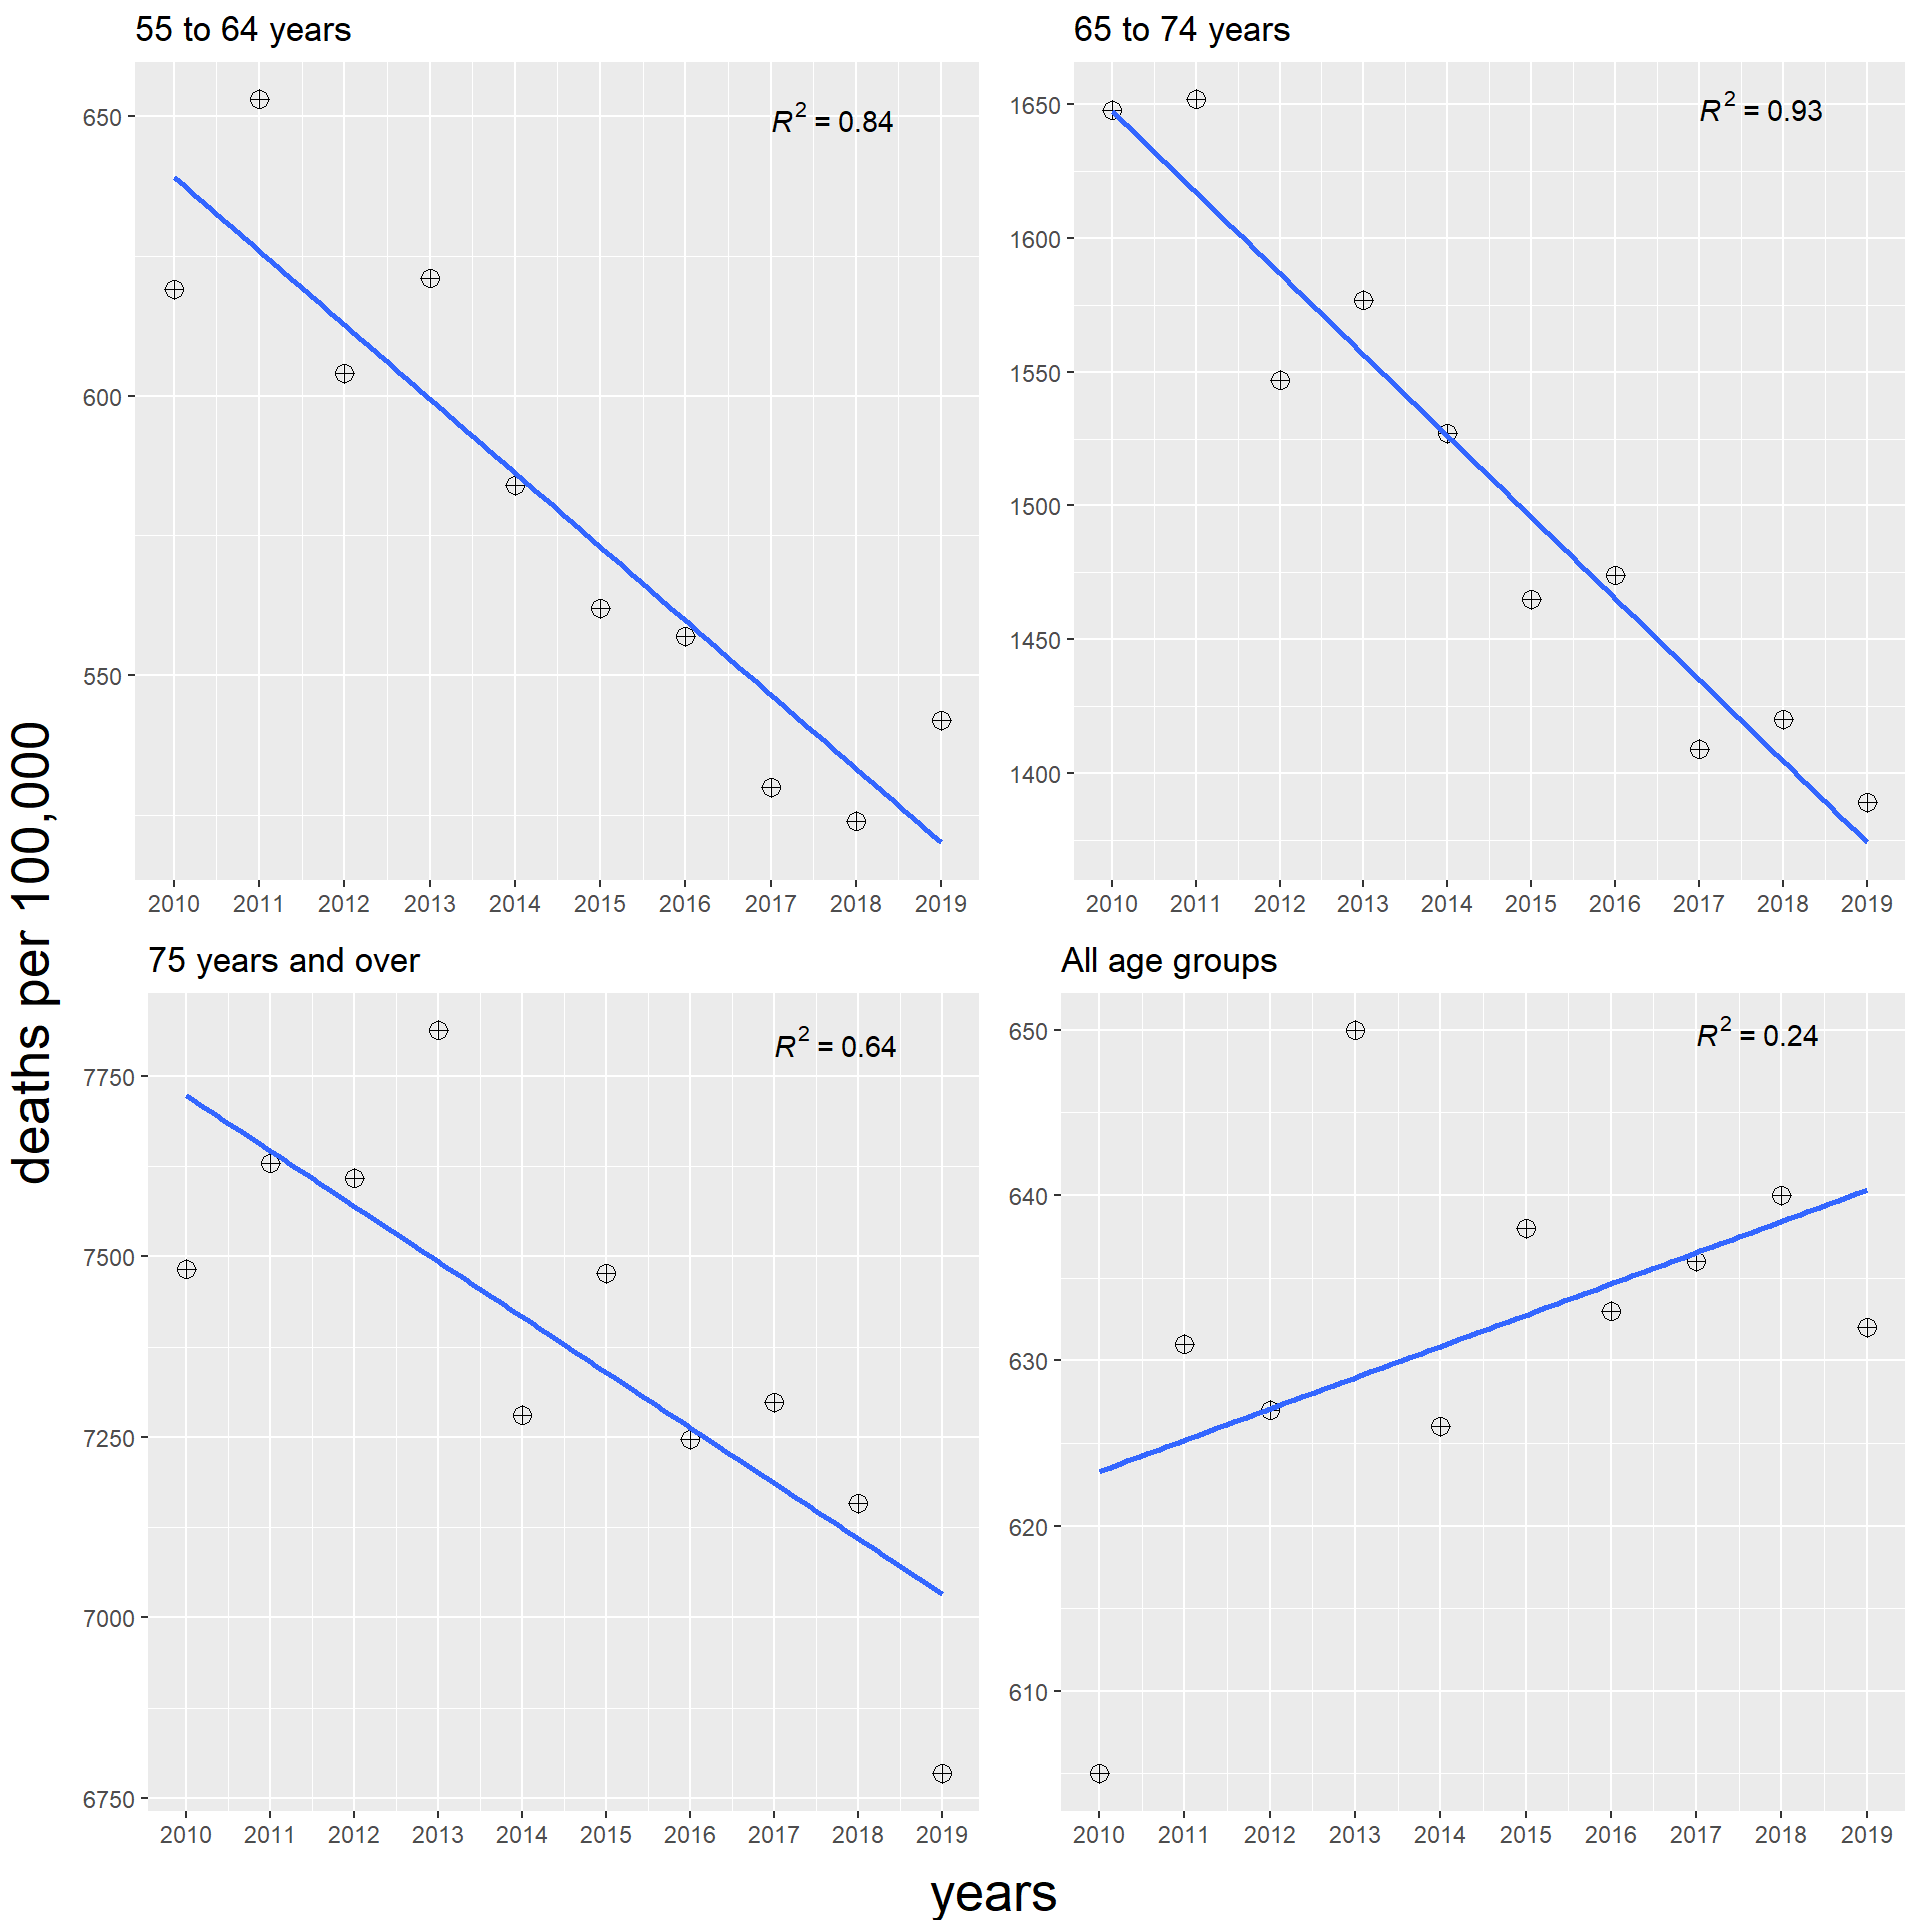 55 to 64 years
650
600
550
R² = 0.84
2010 2011 2012 2013 2014 2015 2016 2017 2018 2019
65 to 74 years
1650
1600
1550
1500
1450
1400
R² = 0.93
2010 2011 2012 2013 2014 2015 2016 2017 2018 2019
75 years and over
7750
7500
7250
7000
6750
R² = 0.64
2010 2011 2012 2013 2014 2015 2016 2017 2018 2019
All age groups
650
640
630
620
610
R² = 0.24
2010 2011 2012 2013 2014 2015 2016 2017 2018 2019
deaths per 100,000
years